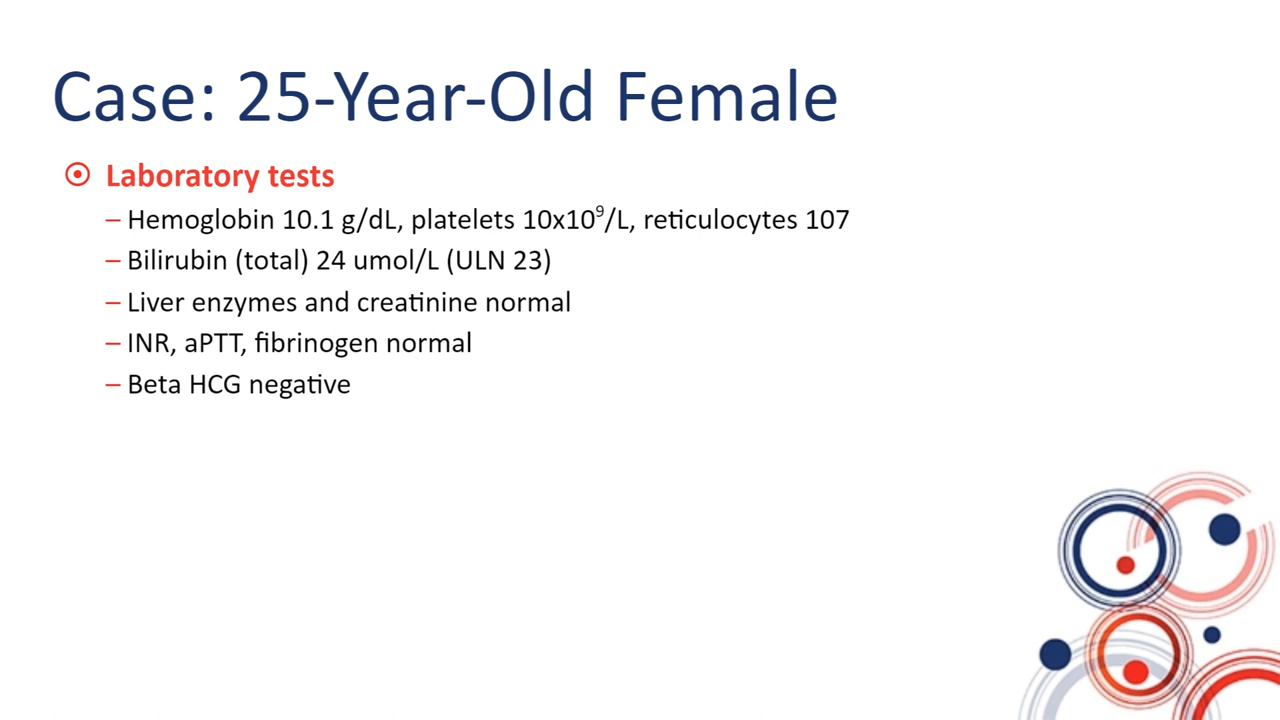 Case: 25-Year-Old Female
Laboratory tests
– Hemoglobin 10.1 g/dL, platelets 10x10⁹/L, reticulocytes 107
– Bilirubin (total) 24 umol/L (ULN 23)
– Liver enzymes and creatinine normal
– INR, aPTT, fibrinogen normal
– Beta HCG negative